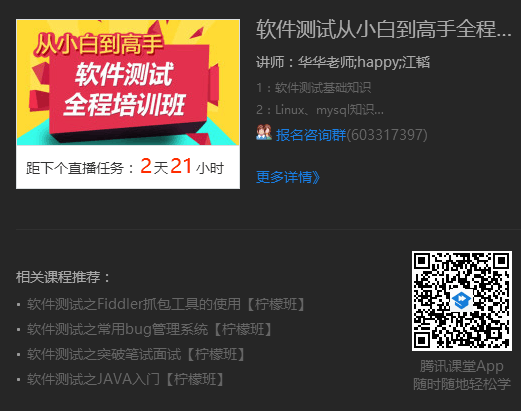 从小白到高手
软件测试
全程培训班
距下个直播任务：2天21小时
软件测试从小白到高手全程...
讲师：华华老师;happy;江韬
1：软件测试基础知识
2：Linux、mysql知识...
报名咨询群(603317397)
更多详情》
相关课程推荐：
• 软件测试之Fiddler抓包工具的使用【柠檬班】
• 软件测试之常用bug管理系统【柠檬班】
• 软件测试之突破笔试面试【柠檬班】
• 软件测试之JAVA入门【柠檬班】
腾讯课堂App
随时随地轻松学